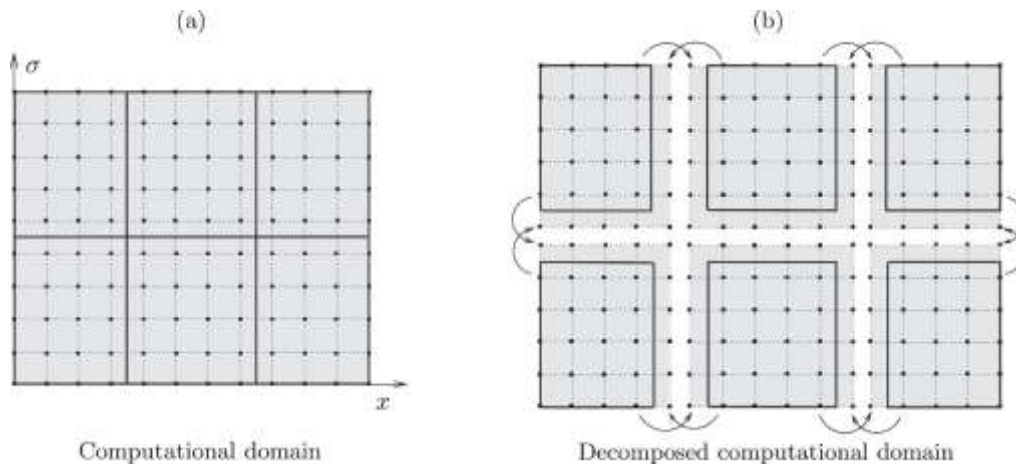 (a)
(b)
σ
x
Computational domain
Decomposed computational domain